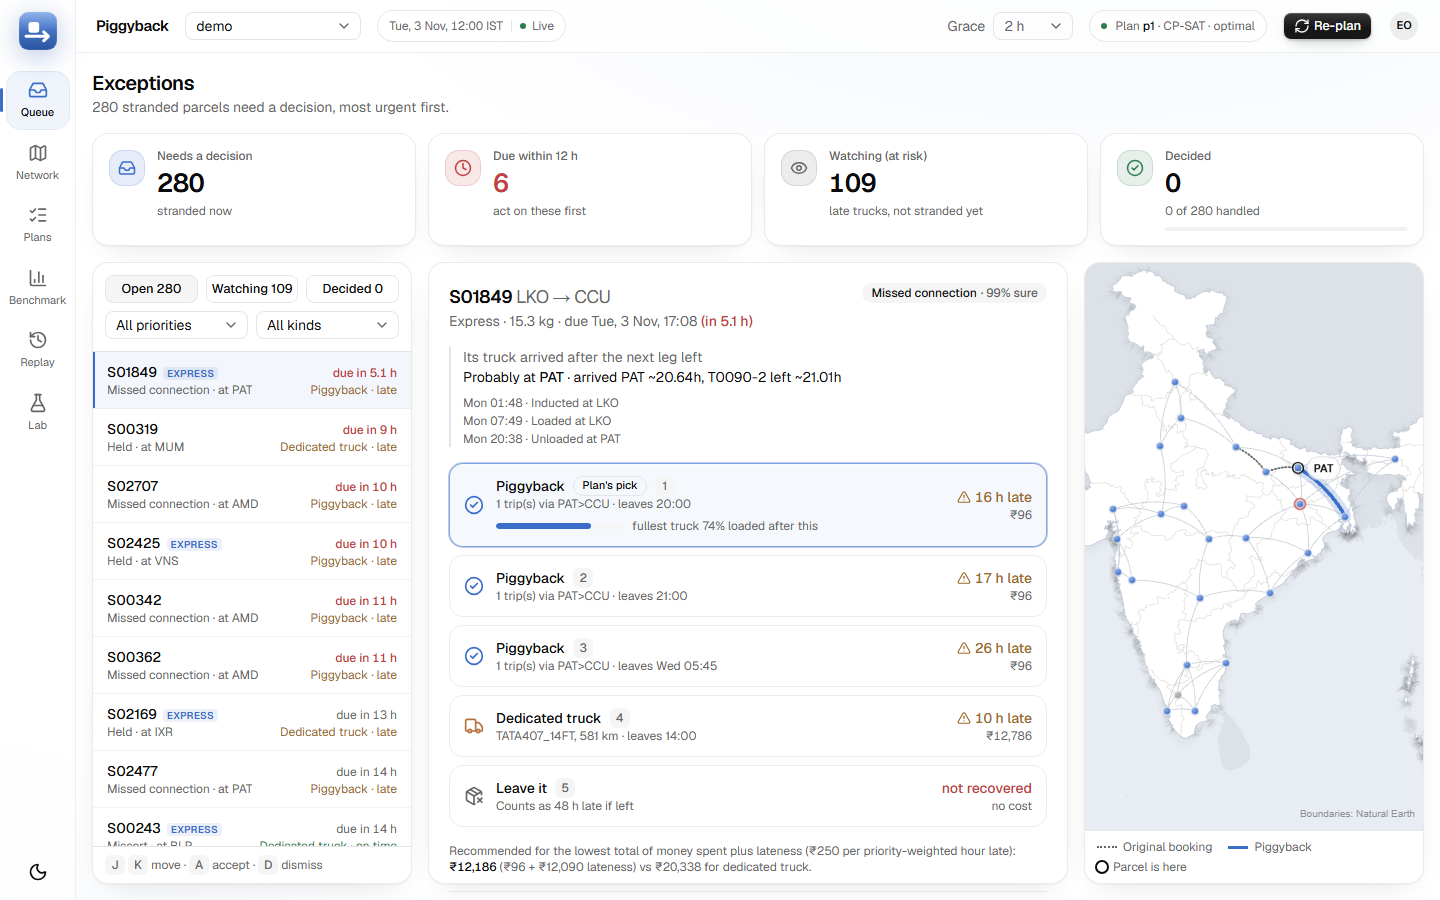 Piggyback
demo
Tue, 3 Nov, 12:00 IST
Live
Grace
2 h
Plan p1 · CP-SAT · optimal
Re-plan
EO
Queue
Network
Plans
Benchmark
Replay
Lab
Exceptions
280 stranded parcels need a decision, most urgent first.
Needs a decision
280
stranded now
Due within 12 h
6
act on these first
Watching (at risk)
109
late trucks, not stranded yet
Decided
0
0 of 280 handled
Open 280
Watching 109
Decided 0
All priorities
All kinds
S01849 EXPRESS due in 5.1 h
Missed connection · at PAT Piggyback · late
S00319 due in 9 h
Held · at MUM Dedicated truck · late
S02707 due in 10 h
Missed connection · at AMD Piggyback · late
S02425 EXPRESS due in 10 h
Held · at VNS Piggyback · late
S00342 due in 11 h
Missed connection · at AMD Piggyback · late
S00362 due in 11 h
Missed connection · at AMD Piggyback · late
S02169 EXPRESS due in 13 h
Held · at IXR Dedicated truck · late
S02477 due in 14 h
Missed connection · at PAT Piggyback · late
S00243 EXPRESS due in 14 h
Missort · at BLR Dedicated truck · on time
J K move · A accept · D dismiss
S01849 LKO → CCU
Missed connection · 99% sure
Express · 15.3 kg · due Tue, 3 Nov, 17:08 (in 5.1 h)
Its truck arrived after the next leg left
Probably at PAT · arrived PAT ~20.64h, T0090-2 left ~21.01h
Mon 01:48 · Inducted at LKO
Mon 07:49 · Loaded at LKO
Mon 20:38 · Unloaded at PAT
Piggyback Plan's pick 1
1 trip(s) via PAT>CCU · leaves 20:00
fullest truck 74% loaded after this
16 h late
₹96
Piggyback 2
1 trip(s) via PAT>CCU · leaves 21:00
17 h late
₹96
Piggyback 3
1 trip(s) via PAT>CCU · leaves Wed 05:45
26 h late
₹96
Dedicated truck 4
TATA407_14FT, 581 km · leaves 14:00
10 h late
₹12,786
Leave it 5
Counts as 48 h late if left
not recovered
no cost
Recommended for the lowest total of money spent plus lateness (₹250 per priority-weighted hour late):
₹12,186 (₹96 + ₹12,090 lateness) vs ₹20,338 for dedicated truck.
PAT
Boundaries: Natural Earth
Original booking
Piggyback
Parcel is here